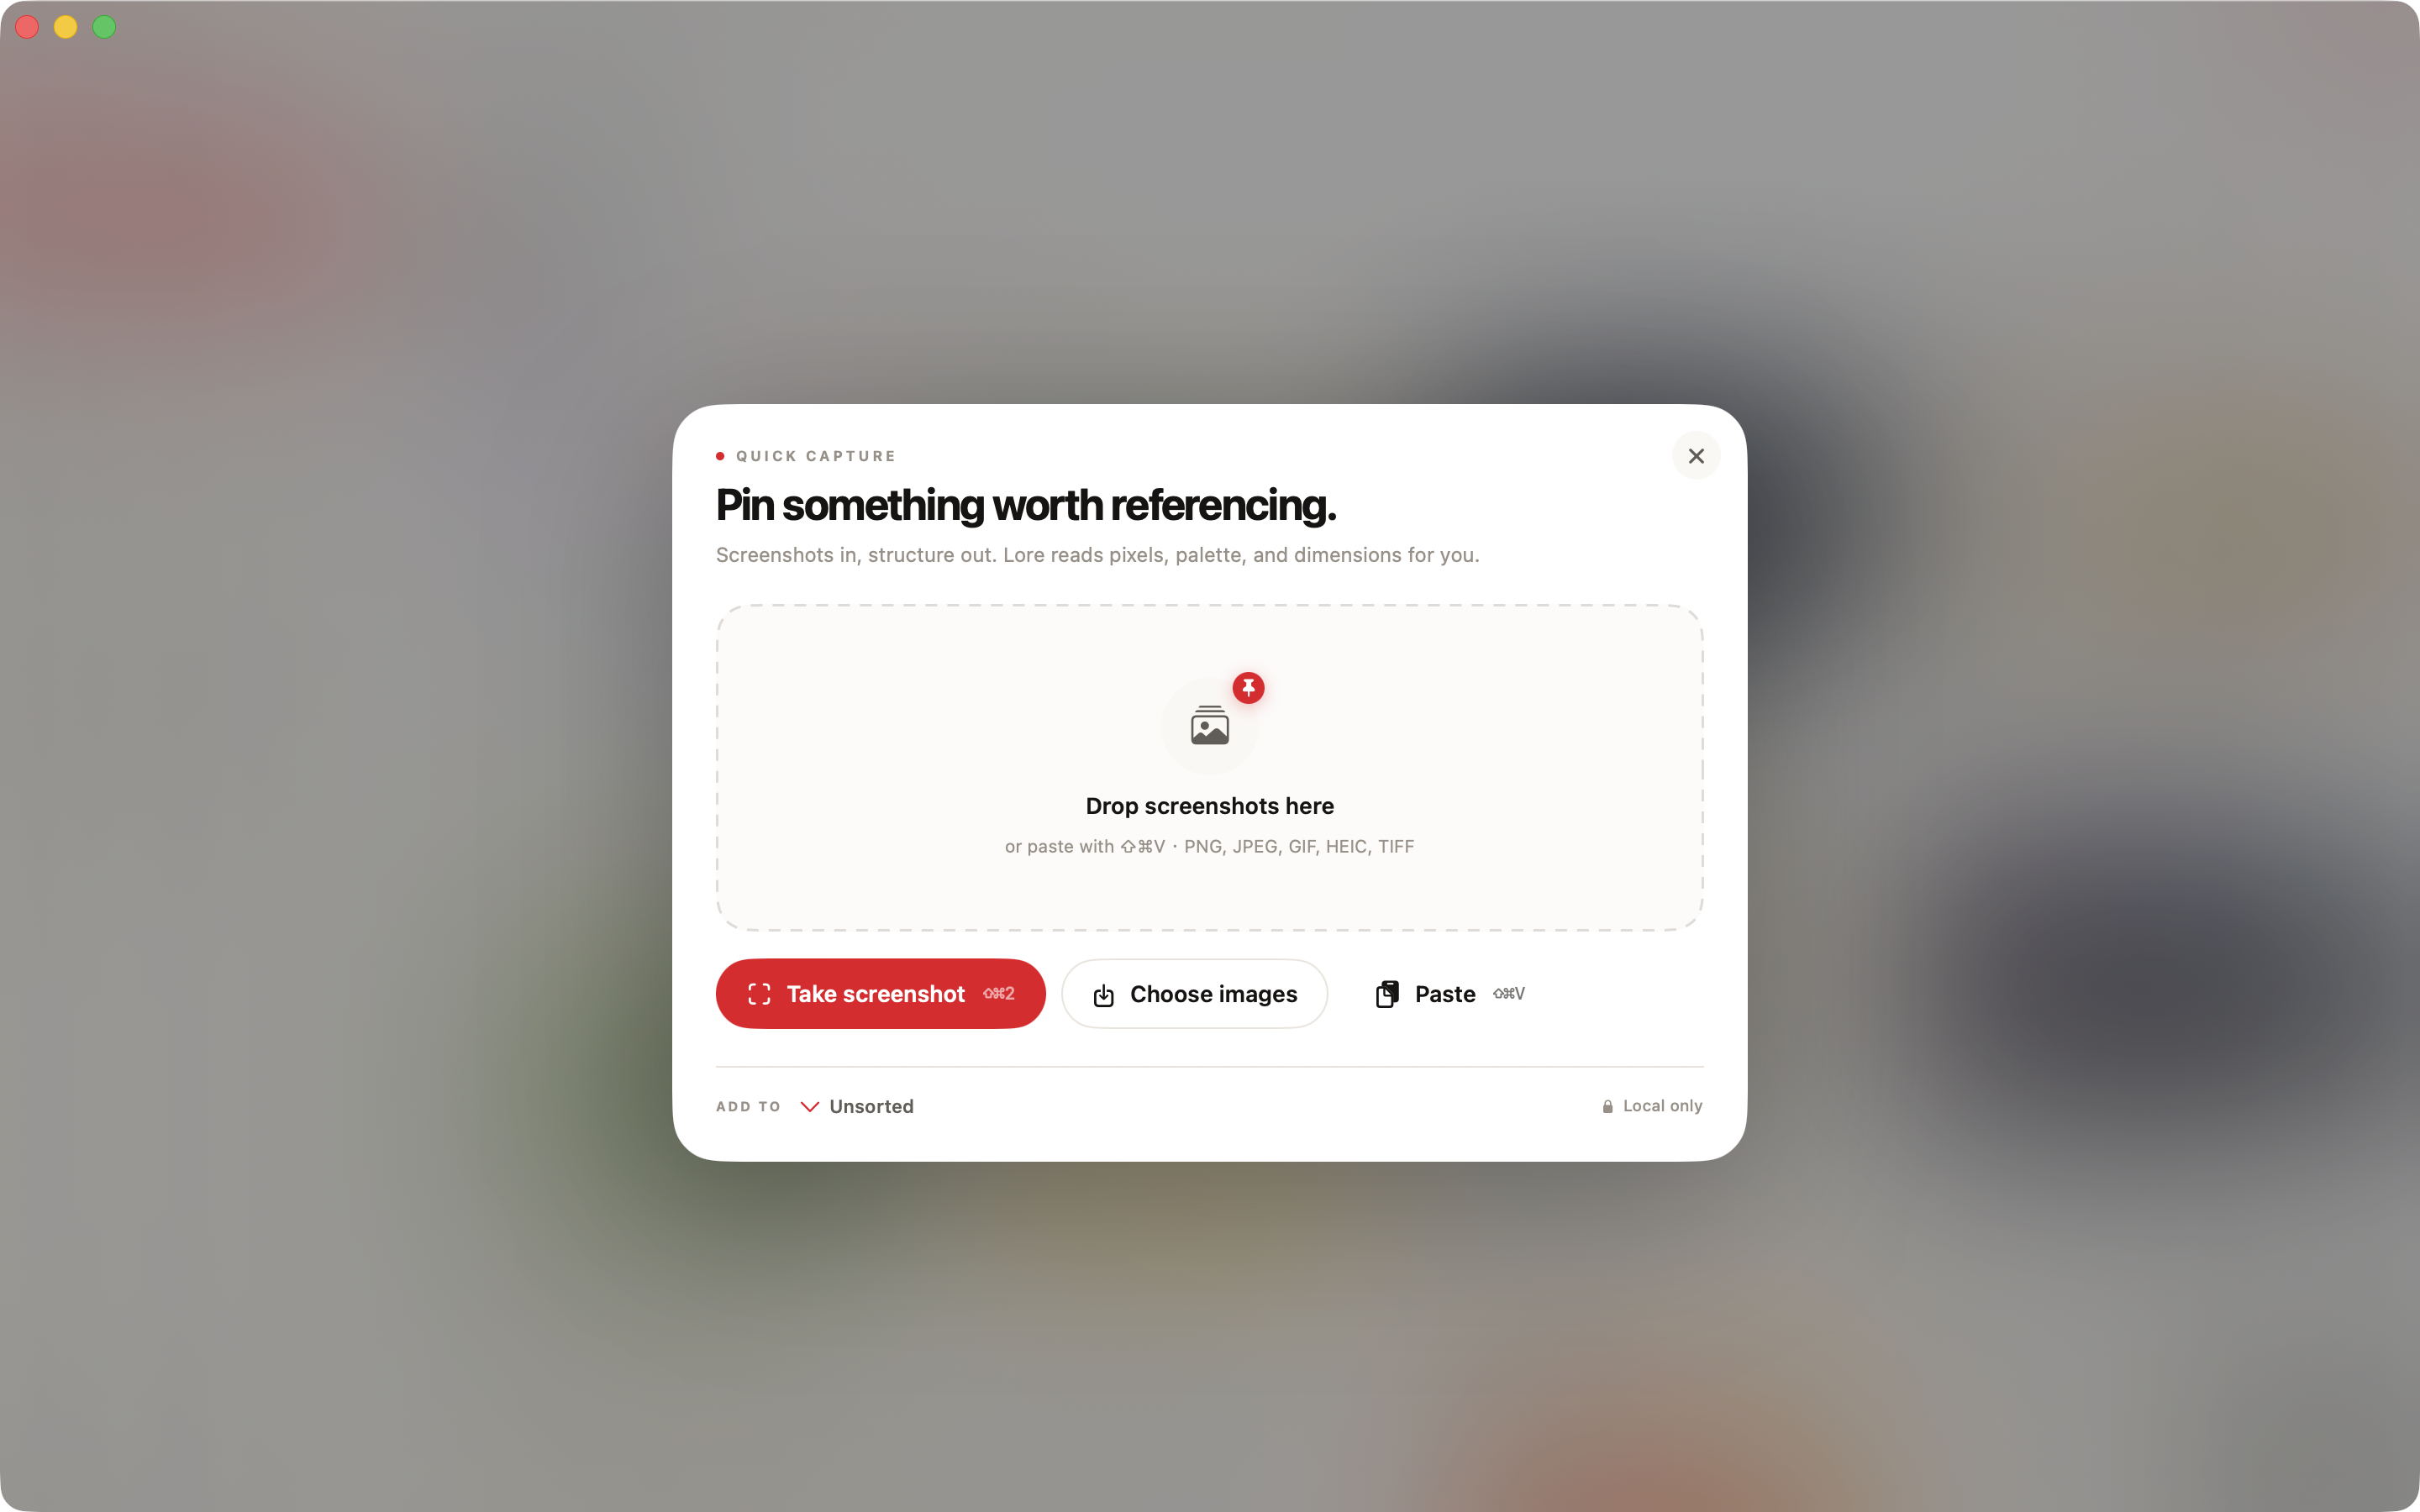 QUICK CAPTURE
Pin something worth referencing.
Screenshots in, structure out. Lore reads pixels, palette, and dimensions for you.
Drop screenshots here
or paste with ⇧⌘V · PNG, JPEG, GIF, HEIC, TIFF
Take screenshot ⇧⌘2
Choose images
Paste ⇧⌘V
ADD TO Unsorted
Local only